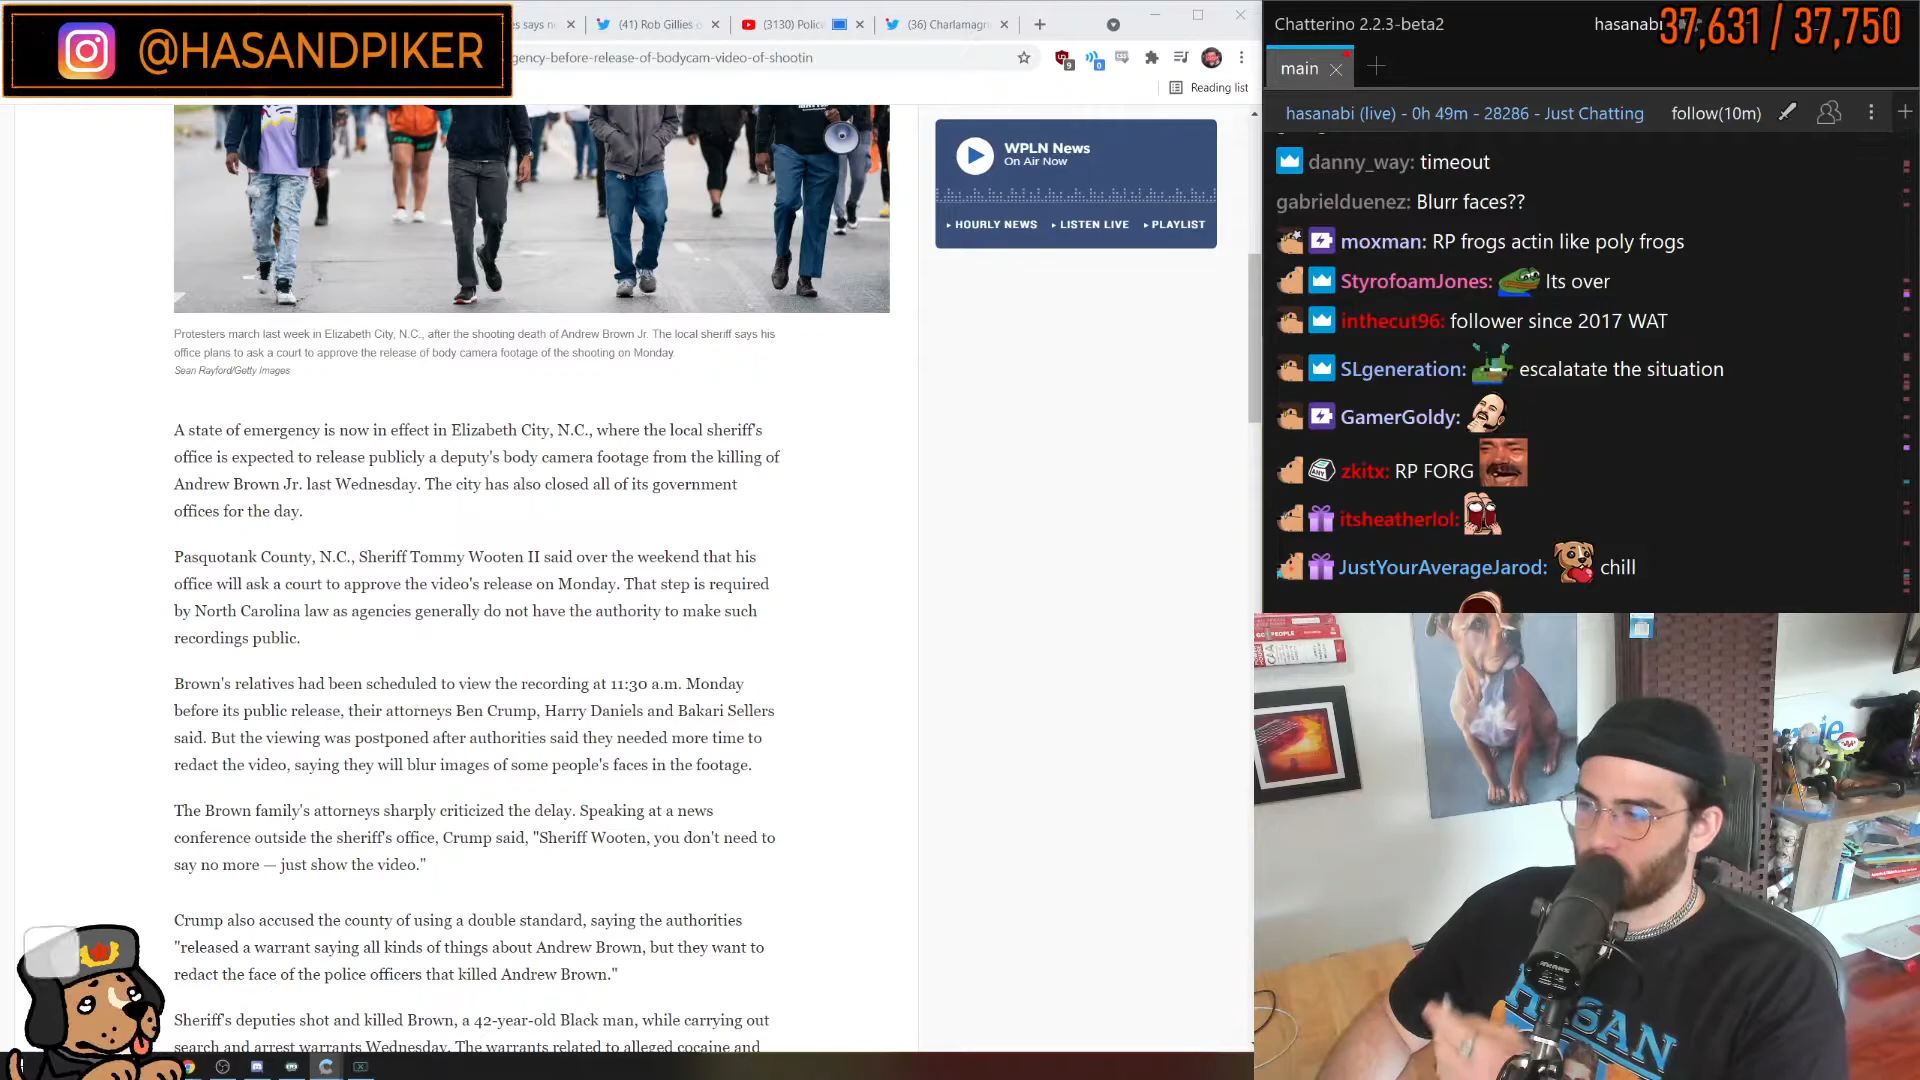 @HASANDPIKER
es says n
(41) Rob Gillies o
(3130) Polic
(36) Charlamagn
gency-before-release-of-bodycam-video-of-shootin
Reading list
Protesters march last week in Elizabeth City, N.C., after the shooting death of Andrew Brown Jr. The local sheriff says his
office plans to ask a court to approve the release of body camera footage of the shooting on Monday.
Sean Rayford/Getty Images
A state of emergency is now in effect in Elizabeth City, N.C., where the local sheriff's
office is expected to release publicly a deputy's body camera footage from the killing of
Andrew Brown Jr. last Wednesday. The city has also closed all of its government
offices for the day.
Pasquotank County, N.C., Sheriff Tommy Wooten II said over the weekend that his
office will ask a court to approve the video's release on Monday. That step is required
by North Carolina law as agencies generally do not have the authority to make such
recordings public.
Brown's relatives had been scheduled to view the recording at 11:30 a.m. Monday
before its public release, their attorneys Ben Crump, Harry Daniels and Bakari Sellers
said. But the viewing was postponed after authorities said they needed more time to
redact the video, saying they will blur images of some people's faces in the footage.
The Brown family's attorneys sharply criticized the delay. Speaking at a news
conference outside the sheriff's office, Crump said, "Sheriff Wooten, you don't need to
say no more — just show the video."
Crump also accused the county of using a double standard, saying the authorities
"released a warrant saying all kinds of things about Andrew Brown, but they want to
redact the face of the police officers that killed Andrew Brown."
Sheriff's deputies shot and killed Brown, a 42-year-old Black man, while carrying out
search and arrest warrants Wednesday. The warrants related to alleged cocaine and
WPLN News
On Air Now
HOURLY NEWS LISTEN LIVE PLAYLIST
Chatterino 2.2.3-beta2
hasanabi
37,631 / 37,750
main
hasanabi (live) - 0h 49m - 28286 - Just Chatting
follow(10m)
danny_way: timeout
gabrielduenez: Blurr faces??
moxman: RP frogs actin like poly frogs
StyrofoamJones: Its over
inthecut96: follower since 2017 WAT
SLgeneration: escalatate the situation
GamerGoldy:
zkitx: RP FORG
itsheatherlol:
JustYourAverageJarod: chill
HASAN